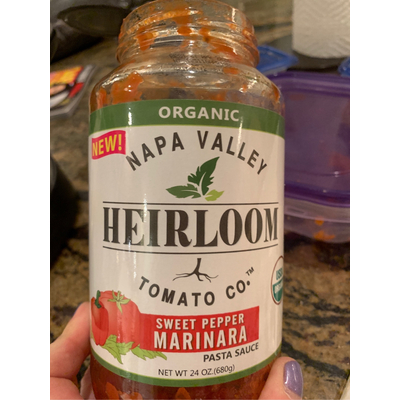 ORGANIC
NEW!
NAPA VALLEY
HEIRLOOM
TOMATO CO.™
SWEET PEPPER
MARINARA
PASTA SAUCE
NET WT 24 OZ.(680g)